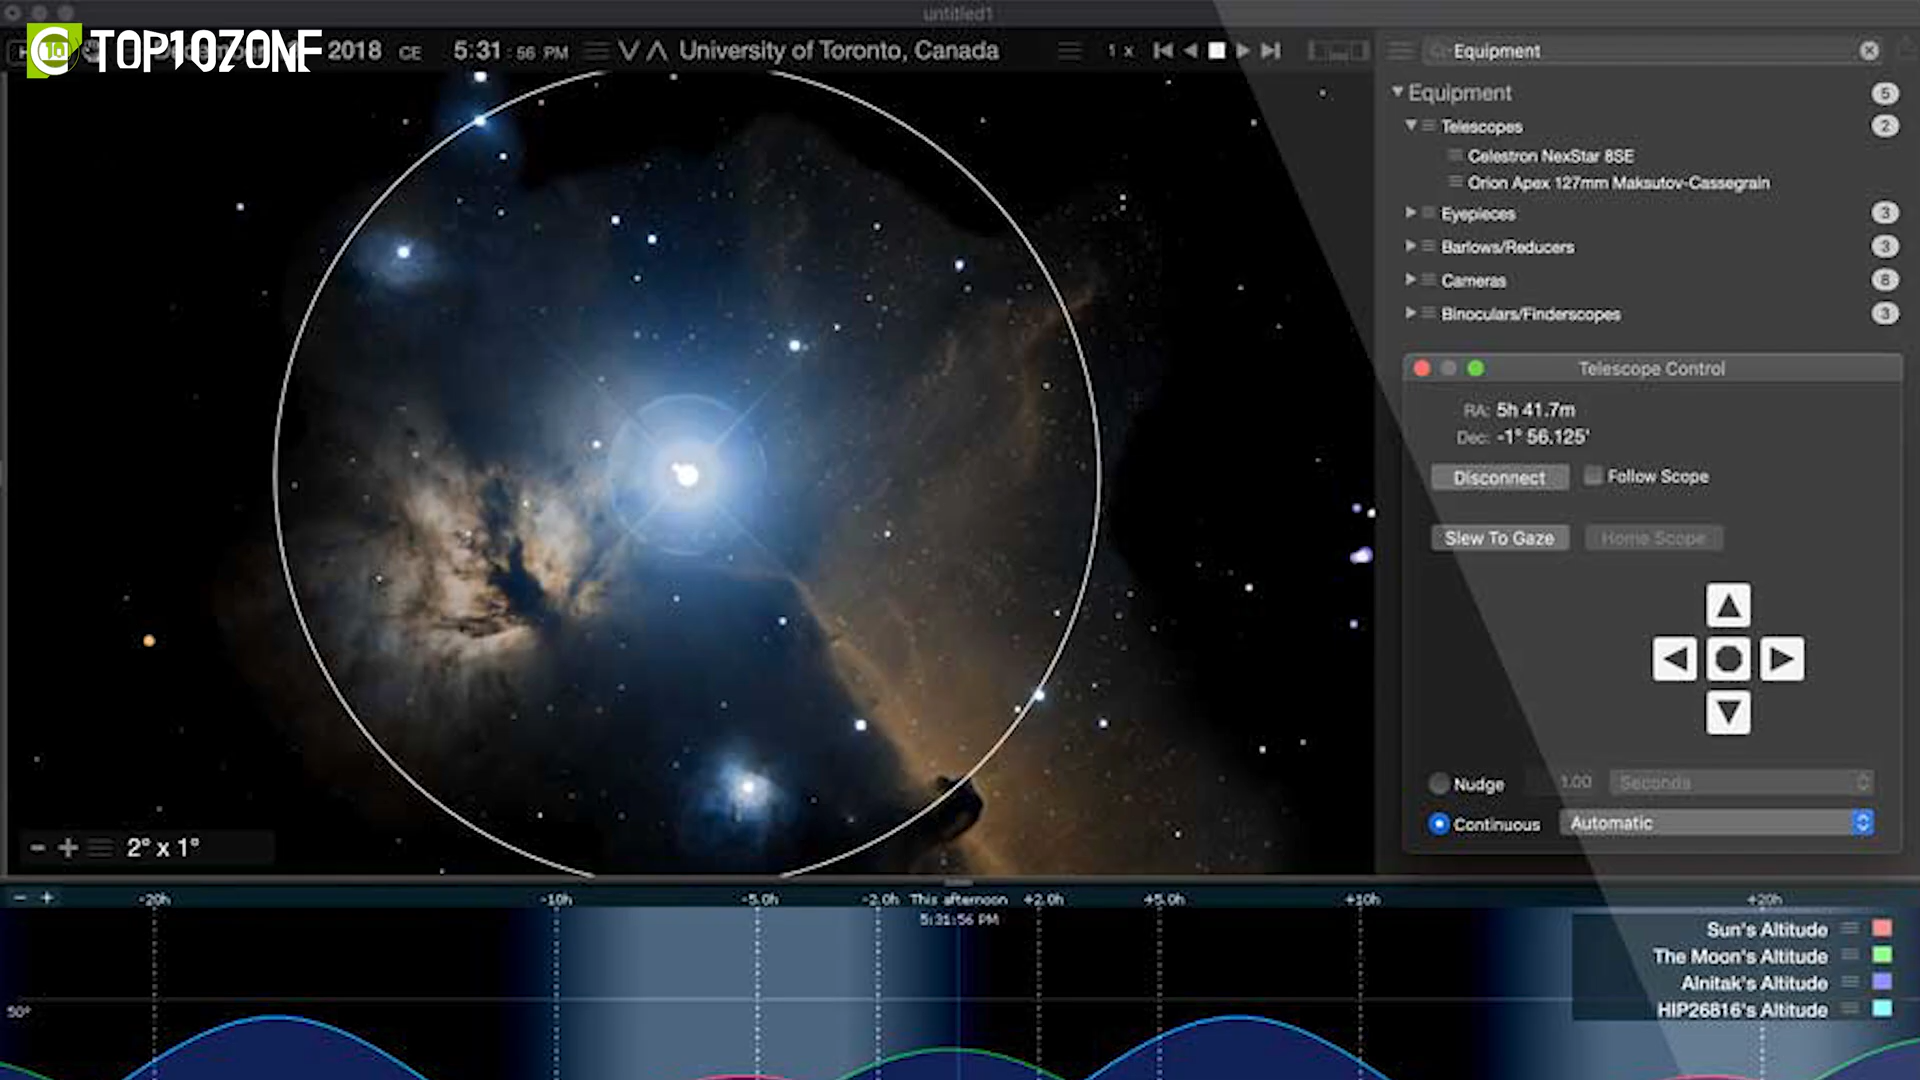 untitled1
TOP10ZONE
2018 CE 5:31:56 PM
University of Toronto, Canada
1 x
Equipment
Equipment 5
Telescopes 2
Celestron NexStar 8SE
Orion Apex 127mm Maksutov-Cassegrain
Eyepieces 3
Barlows/Reducers 3
Cameras 8
Binoculars/Finderscopes 3
Telescope Control
RA: 5h 41.7m
Dec: -1° 56.125'
Disconnect
Follow Scope
Slew To Gaze
Home Scope
Nudge 1.00 Seconds
Continuous Automatic
2° x 1°
-20h -10h -5.0h -2.0h This afternoon +2.0h +5.0h +10h +20h
5:31:56 PM
Sun's Altitude
The Moon's Altitude
Alnitak's Altitude
HIP26816's Altitude
50°